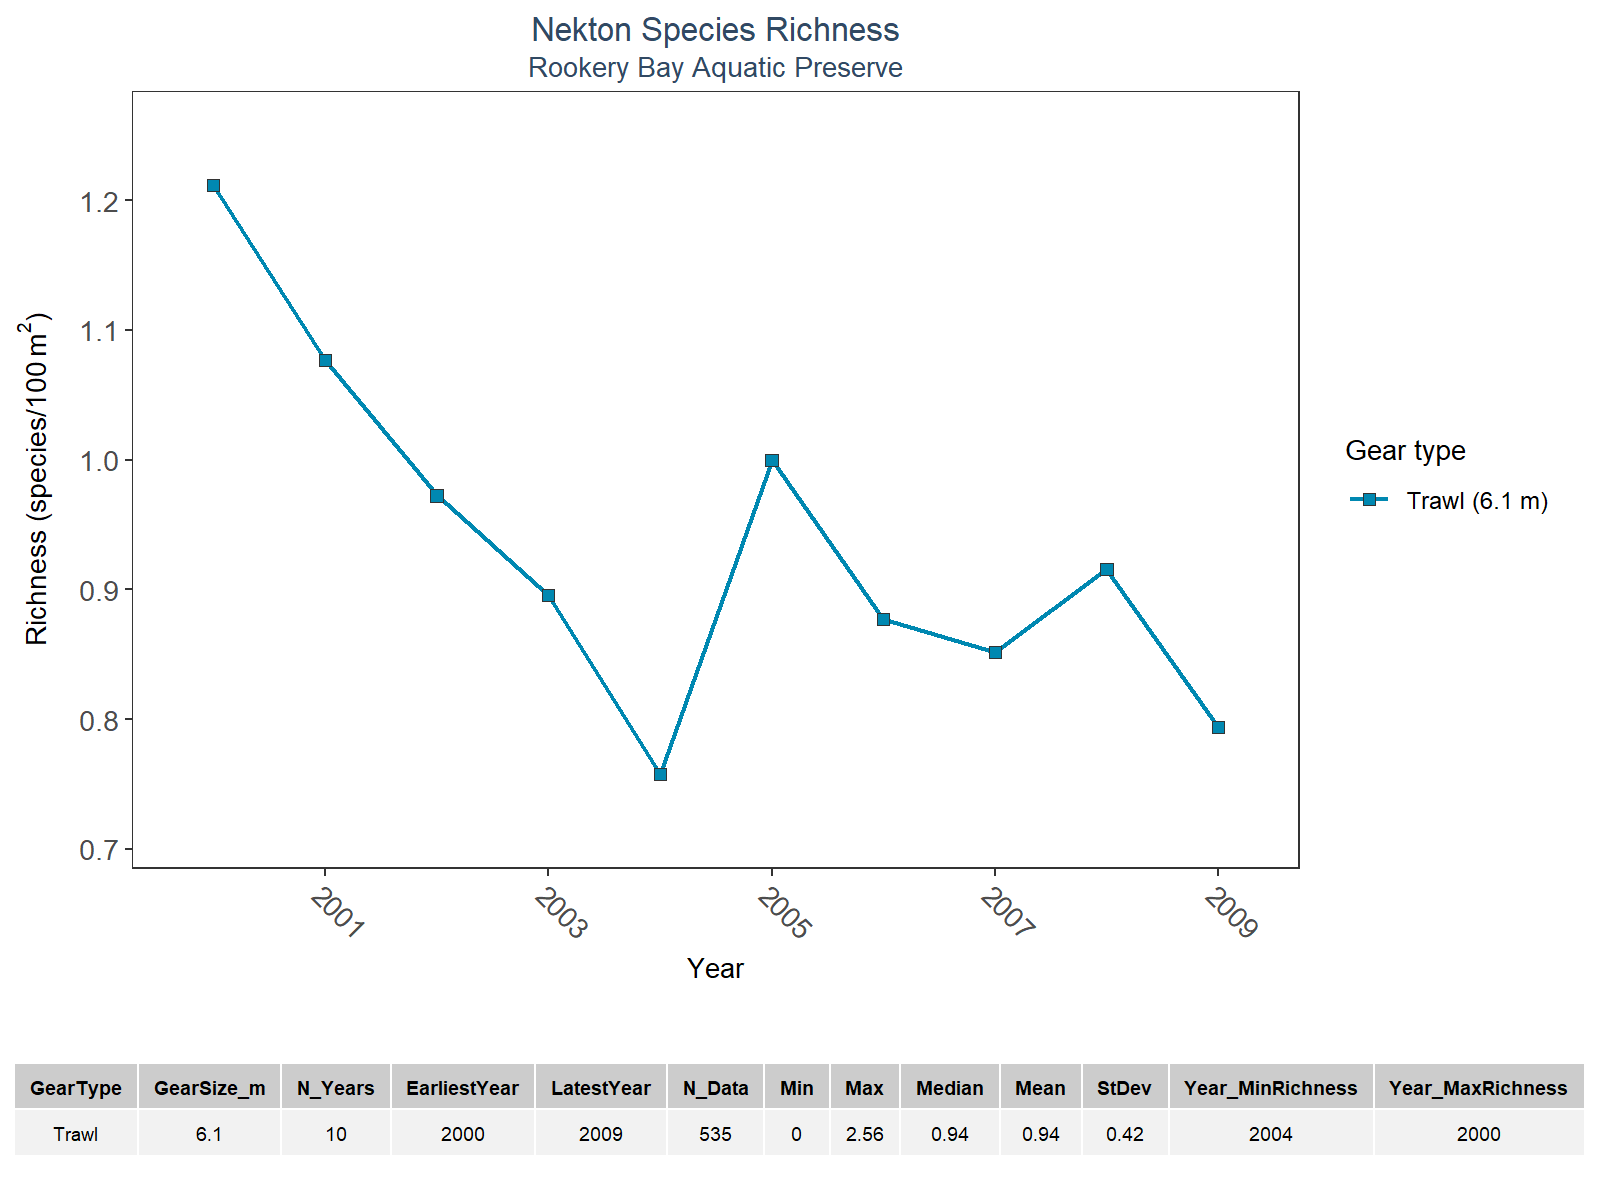 Nekton Species Richness
Rookery Bay Aquatic Preserve
Richness (species/100 m²)
1.2
1.1
1.0
0.9
0.8
0.7
2001 2003 2005 2007 2009
Year
Gear type
Trawl (6.1 m)
GearType GearSize_m N_Years EarliestYear LatestYear N_Data Min Max Median Mean StDev Year_MinRichness Year_MaxRichness
Trawl 6.1 10 2000 2009 535 0 2.56 0.94 0.94 0.42 2004 2000